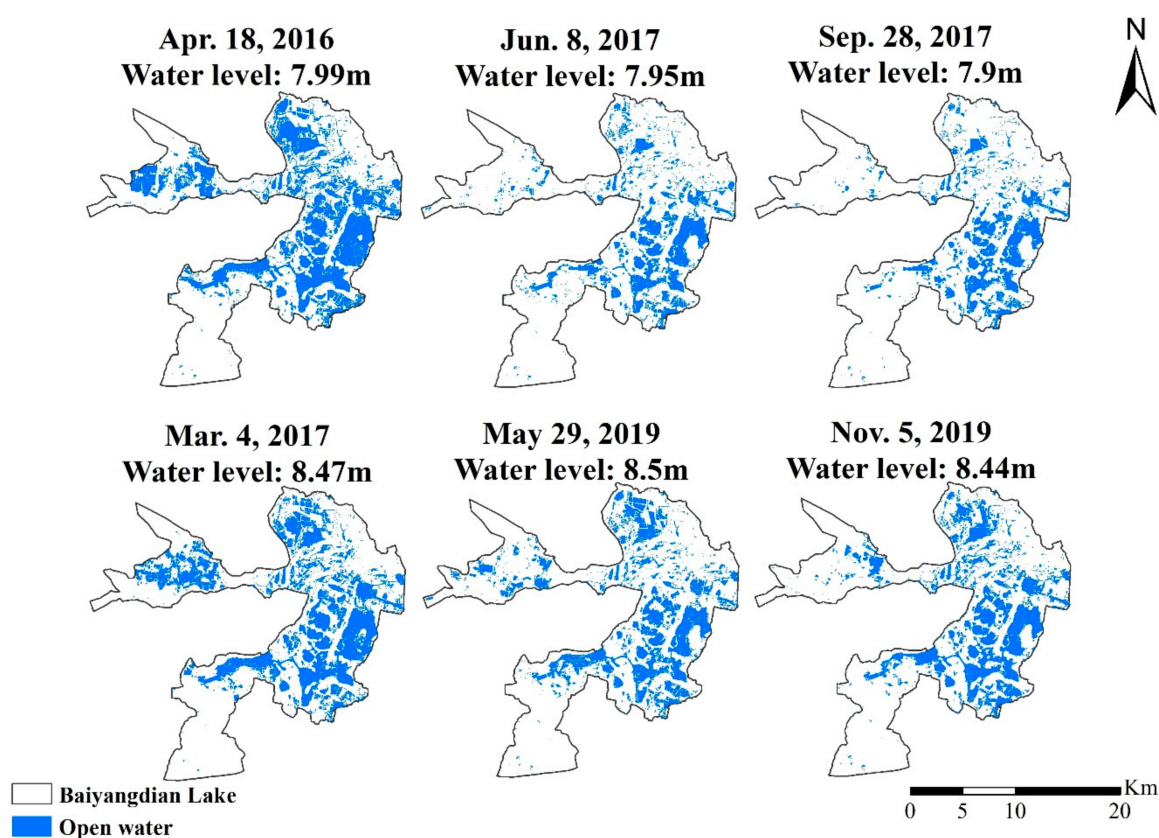 Apr. 18, 2016
Water level: 7.99m
Jun. 8, 2017
Water level: 7.95m
Sep. 28, 2017
Water level: 7.9m
N
Mar. 4, 2017
Water level: 8.47m
May 29, 2019
Water level: 8.5m
Nov. 5, 2019
Water level: 8.44m
Baiyangdian Lake
Open water
Km
0 5 10 20